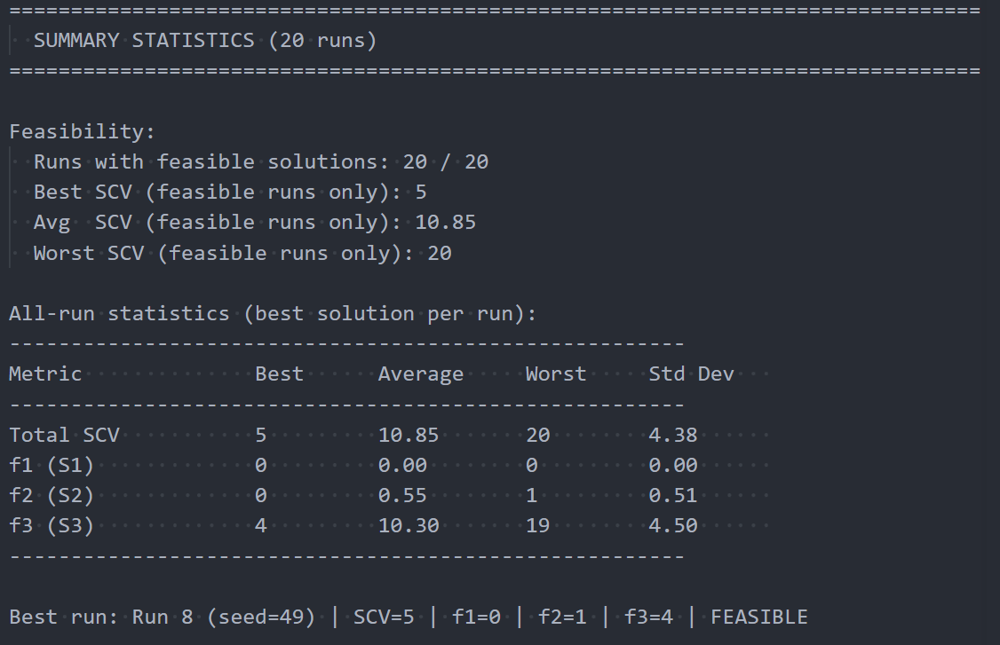 ===============================================================================
SUMMARY STATISTICS (20 runs)
===============================================================================
Feasibility:
Runs with feasible solutions: 20 / 20
Best SCV (feasible runs only): 5
Avg  SCV (feasible runs only): 10.85
Worst SCV (feasible runs only): 20
All-run statistics (best solution per run):
-------------------------------------------------------
Metric              Best      Average     Worst     Std Dev
-------------------------------------------------------
Total SCV           5         10.85       20        4.38
f1 (S1)             0         0.00        0         0.00
f2 (S2)             0         0.55        1         0.51
f3 (S3)             4         10.30       19        4.50
-------------------------------------------------------
Best run: Run 8 (seed=49) | SCV=5 | f1=0 | f2=1 | f3=4 | FEASIBLE